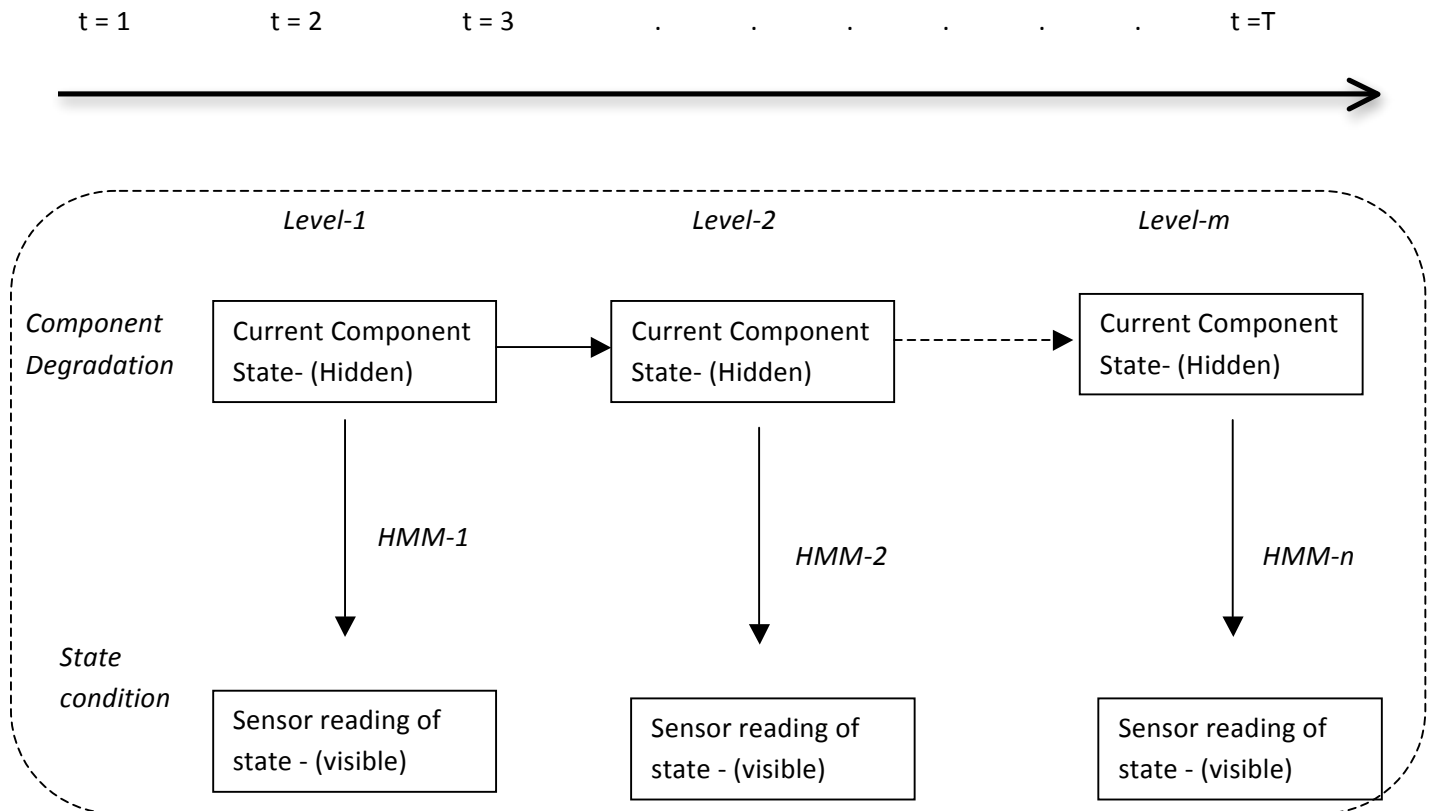 t = 1 t = 2 t = 3 . . . . . . t =T
Level-1 Level-2 Level-m
Component
Degradation
Current Component
State- (Hidden)
Current Component
State- (Hidden)
Current Component
State- (Hidden)
HMM-1
HMM-2
HMM-n
State
condition
Sensor reading of
state - (visible)
Sensor reading of
state - (visible)
Sensor reading of
state - (visible)